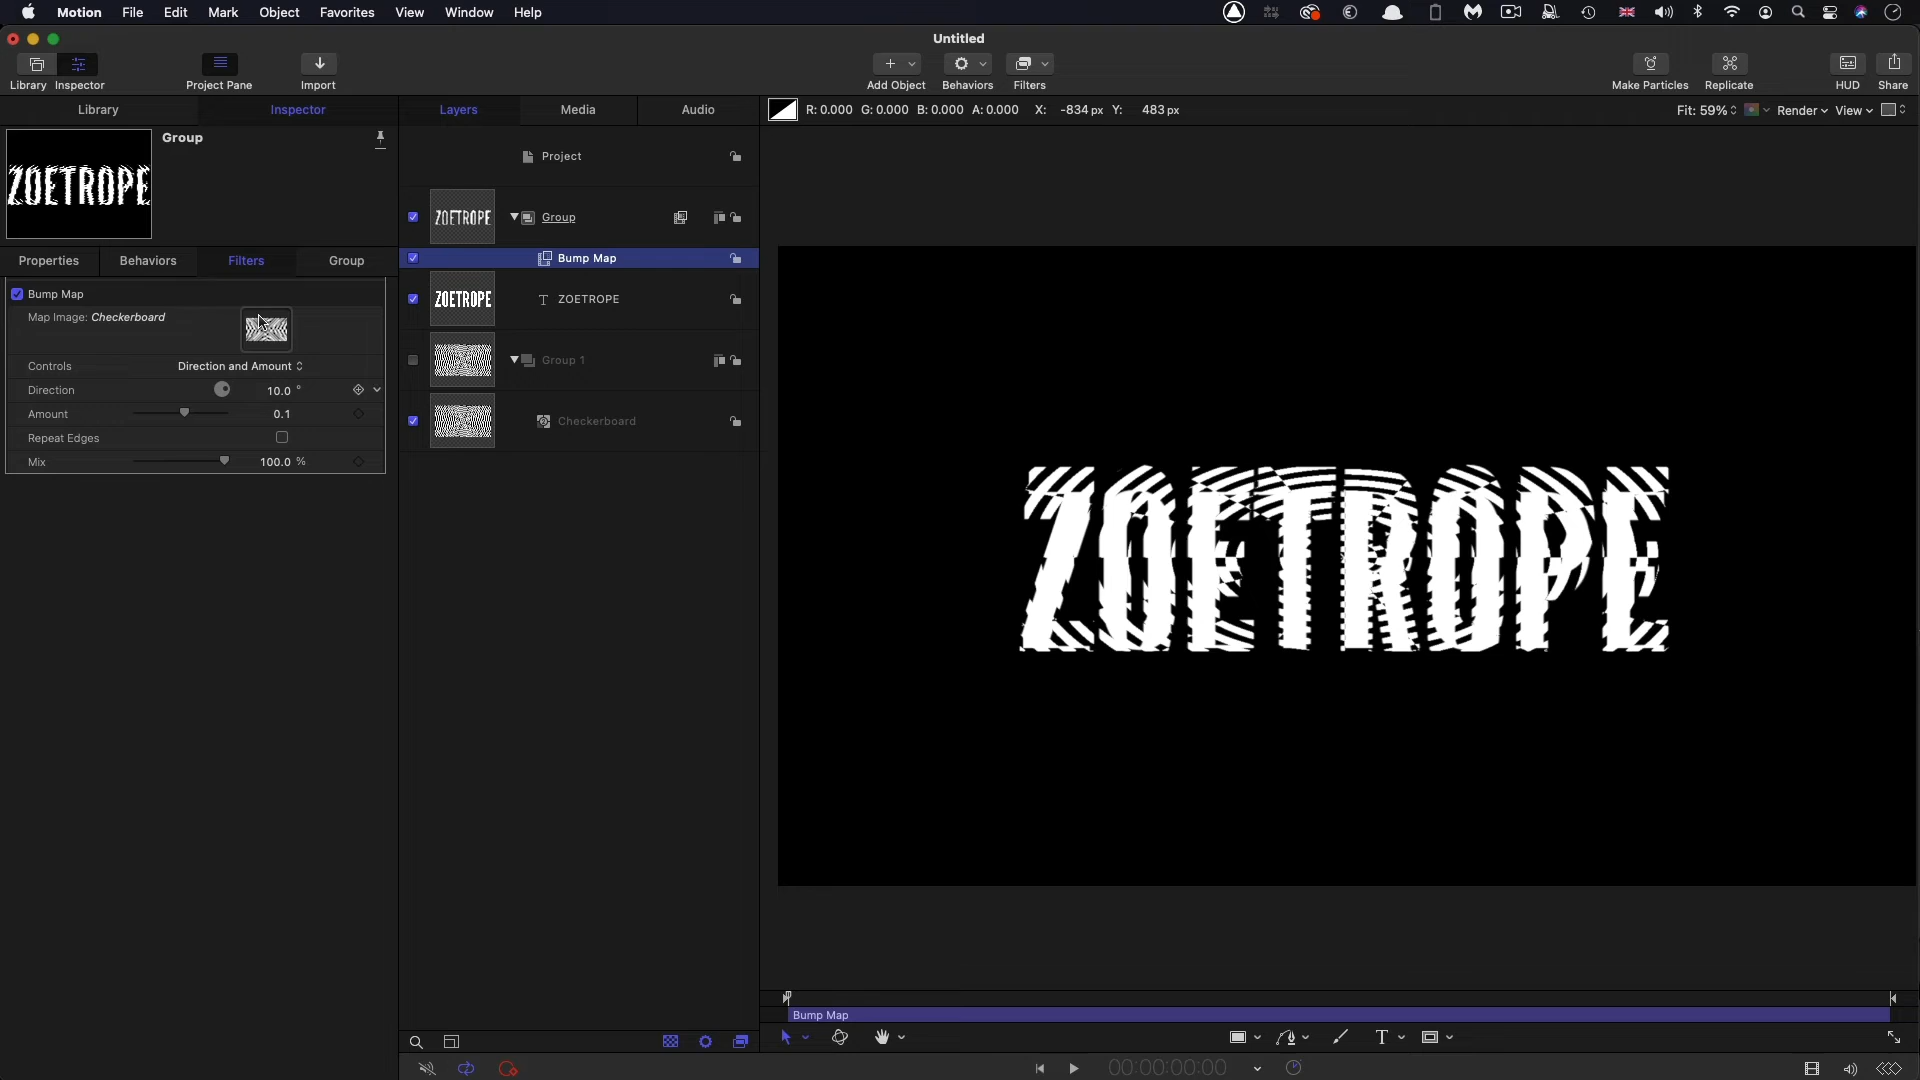 Motion File Edit Mark Object Favorites View Window Help
Untitled
Library Inspector Project Pane Import Add Object Behaviors Filters Make Particles Replicate HUD Share
Library Inspector Layers Media Audio R: 0.000 G: 0.000 B: 0.000 A: 0.000 X: -834 px Y: 483 px Fit: 59% Render View
Group
ZOETROPE
Project
ZOETROPE Group
Properties Behaviors Filters Group
Bump Map
Bump Map
Map Image: Checkerboard
ZOETROPE T ZOETROPE
Controls Direction and Amount
Group 1
Direction 10.0 °
Amount 0.1
Checkerboard
Repeat Edges
Mix 100.0 %
ZOETROPE
Bump Map
T
00:00:00:00